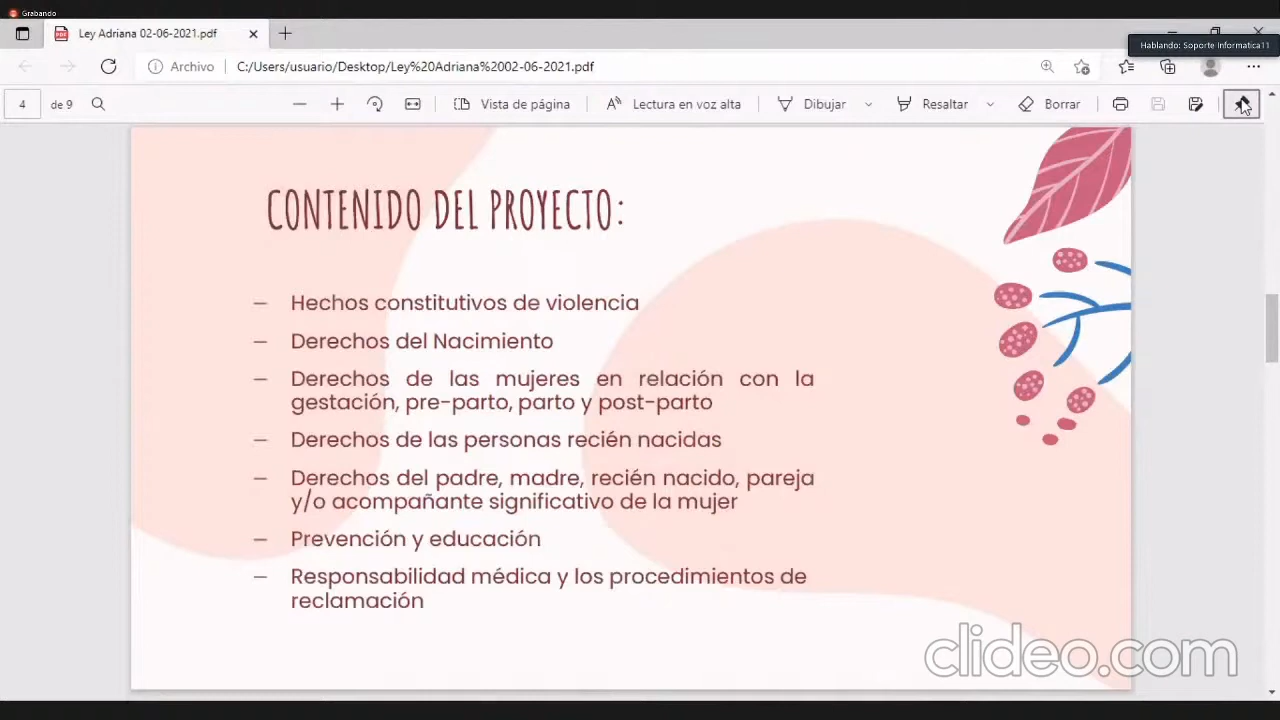 Grabando
Ley Adriana 02-06-2021.pdf
Hablando: Soporte Informatica11
Archivo
C:/Users/usuario/Desktop/Ley%20Adriana%2002-06-2021.pdf
4 de 9
Vista de página
Lectura en voz alta
Dibujar
Resaltar
Borrar
CONTENIDO DEL PROYECTO:
– Hechos constitutivos de violencia
– Derechos del Nacimiento
– Derechos de las mujeres en relación con la
gestación, pre-parto, parto y post-parto
– Derechos de las personas recién nacidas
– Derechos del padre, madre, recién nacido, pareja
y/o acompañante significativo de la mujer
– Prevención y educación
– Responsabilidad médica y los procedimientos de
reclamación
clideo.com